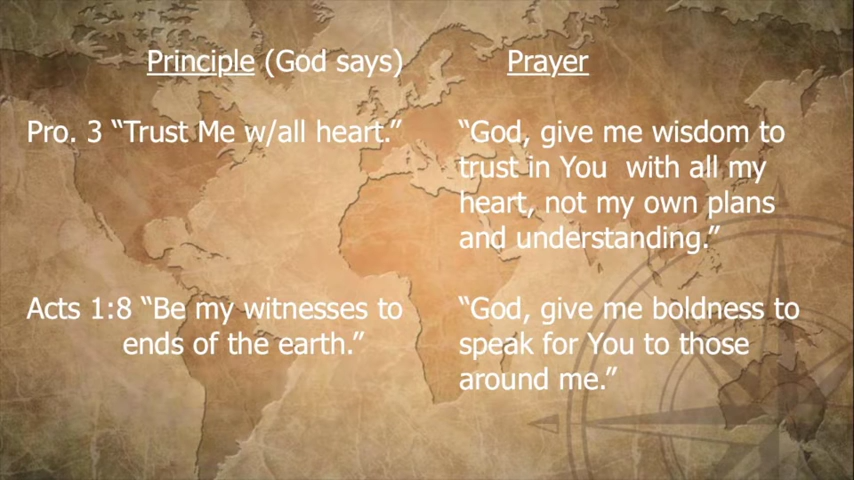 Principle (God says) Prayer
Pro. 3 “Trust Me w/all heart.”
“God, give me wisdom to
trust in You with all my
heart, not my own plans
and understanding.”
Acts 1:8 “Be my witnesses to
ends of the earth.”
“God, give me boldness to
speak for You to those
around me.”